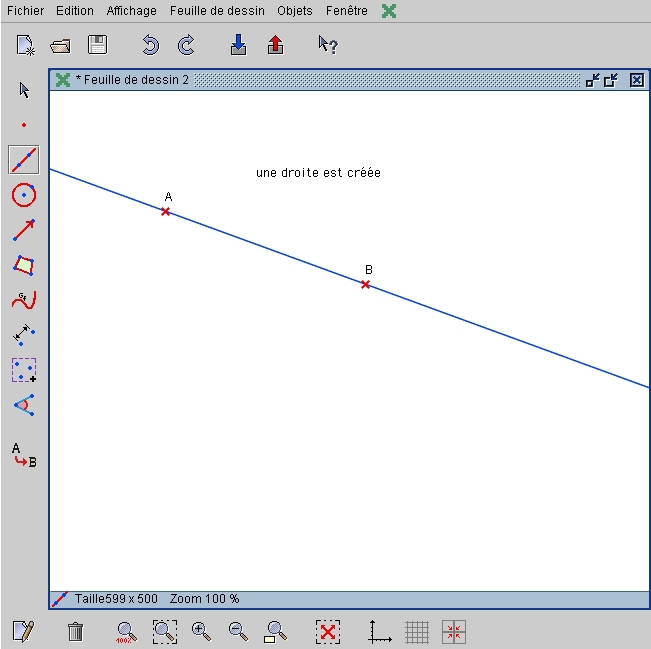 Fichier Edition Affichage Feuille de dessin Objets Fenêtre
* Feuille de dessin 2
une droite est créée
A
B
A
B
Taille599 x 500 Zoom 100 %
100%